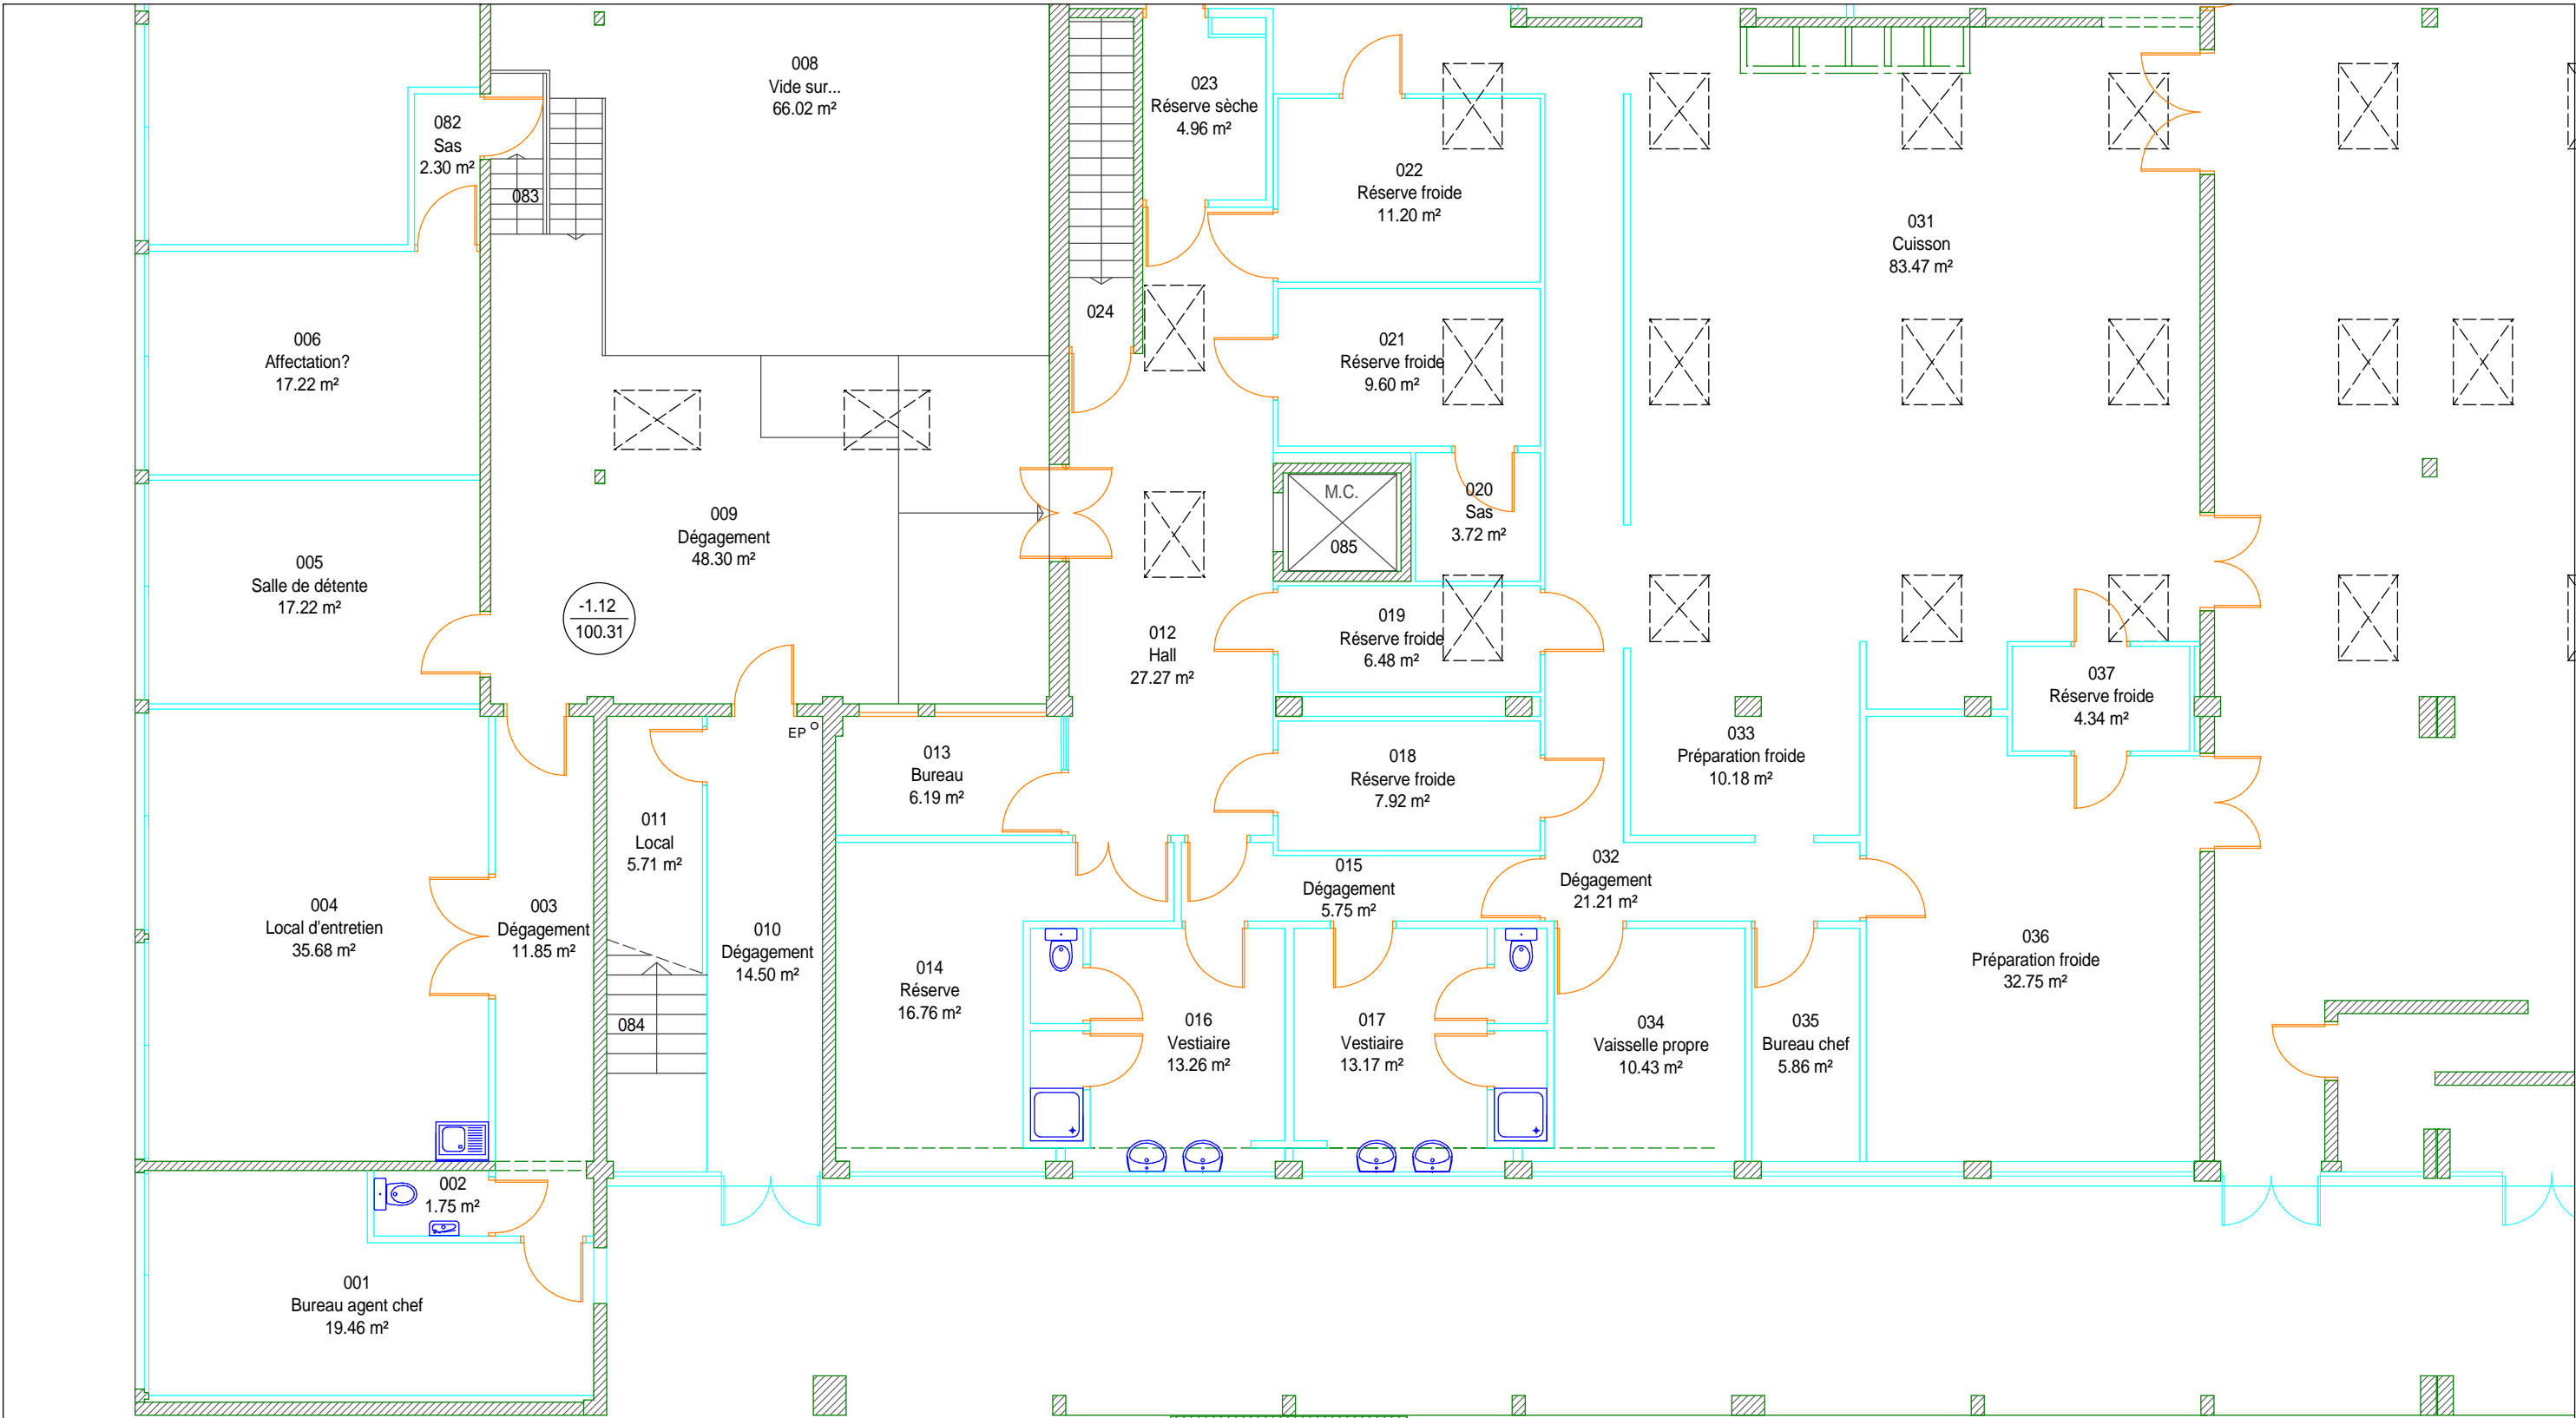 008
Vide sur...
66.02 m²
023
Réserve sèche
4.96 m²
082
Sas
2.30 m²
083
022
Réserve froide
11.20 m²
031
Cuisson
83.47 m²
024
006
Affectation?
17.22 m²
021
Réserve froide
9.60 m²
M.C.
085
020
Sas
3.72 m²
009
Dégagement
48.30 m²
005
Salle de détente
17.22 m²
-1.12
100.31
012
Hall
27.27 m²
019
Réserve froide
6.48 m²
037
Réserve froide
4.34 m²
EP
013
Bureau
6.19 m²
018
Réserve froide
7.92 m²
033
Préparation froide
10.18 m²
011
Local
5.71 m²
015
Dégagement
5.75 m²
032
Dégagement
21.21 m²
004
Local d'entretien
35.68 m²
003
Dégagement
11.85 m²
010
Dégagement
14.50 m²
014
Réserve
16.76 m²
036
Préparation froide
32.75 m²
084
016
Vestiaire
13.26 m²
017
Vestiaire
13.17 m²
034
Vaisselle propre
10.43 m²
035
Bureau chef
5.86 m²
002
1.75 m²
001
Bureau agent chef
19.46 m²